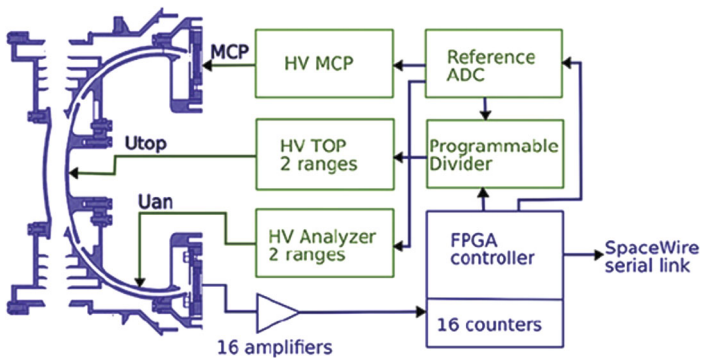 MCP
HV MCP
Reference
ADC
Utop
HV TOP
2 ranges
Programmable
Divider
Uan
HV Analyzer
2 ranges
FPGA
controller
SpaceWire
serial link
16 counters
16 amplifiers